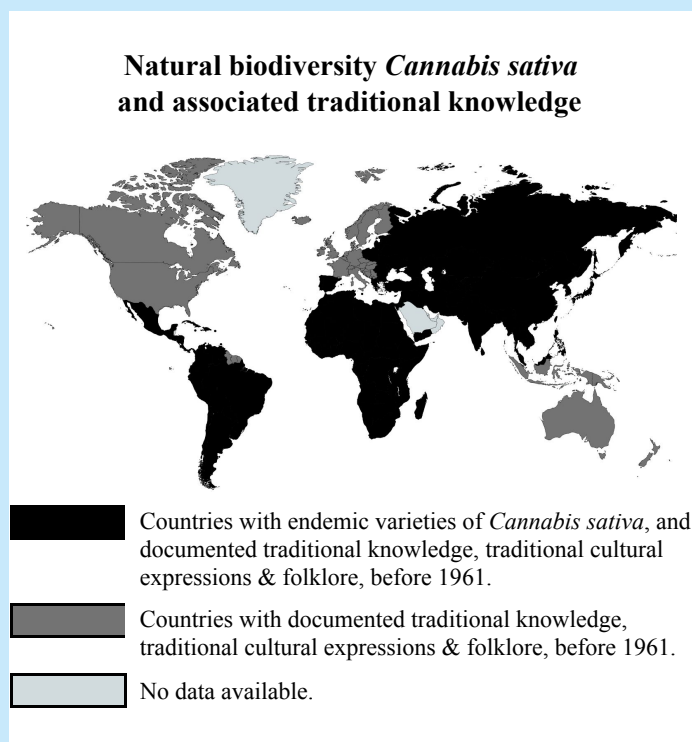 Natural biodiversity Cannabis sativa
and associated traditional knowledge
Countries with endemic varieties of Cannabis sativa, and
documented traditional knowledge, traditional cultural
expressions & folklore, before 1961.
Countries with documented traditional knowledge,
traditional cultural expressions & folklore, before 1961.
No data available.